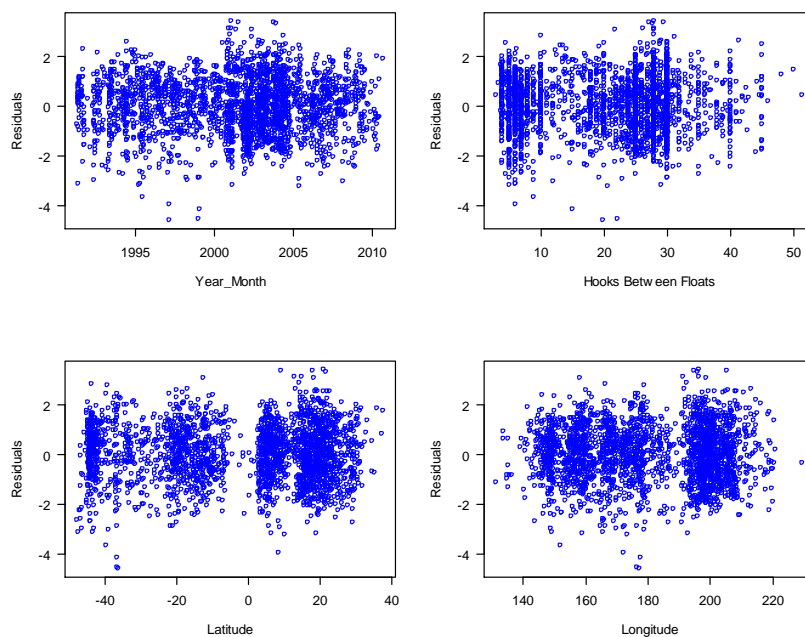 Residuals
2
0
-2
-4
1995 2000 2005 2010
Year_Month
Residuals
2
0
-2
-4
10 20 30 40 50
Hooks Between Floats
Residuals
2
0
-2
-4
-40 -20 0 20 40
Latitude
Residuals
2
0
-2
-4
140 160 180 200 220
Longitude